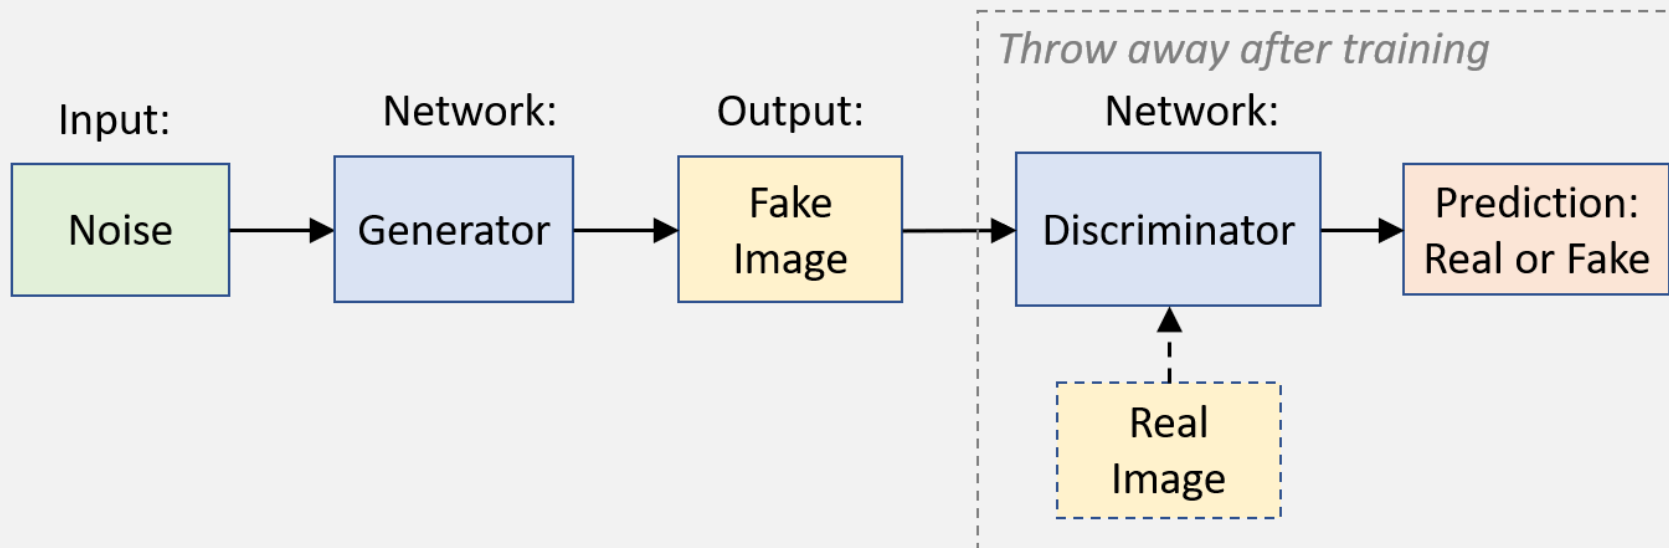 Throw away after training
Input:
Network:
Output:
Network:
Noise
Generator
Fake
Image
Discriminator
Prediction:
Real or Fake
Real
Image